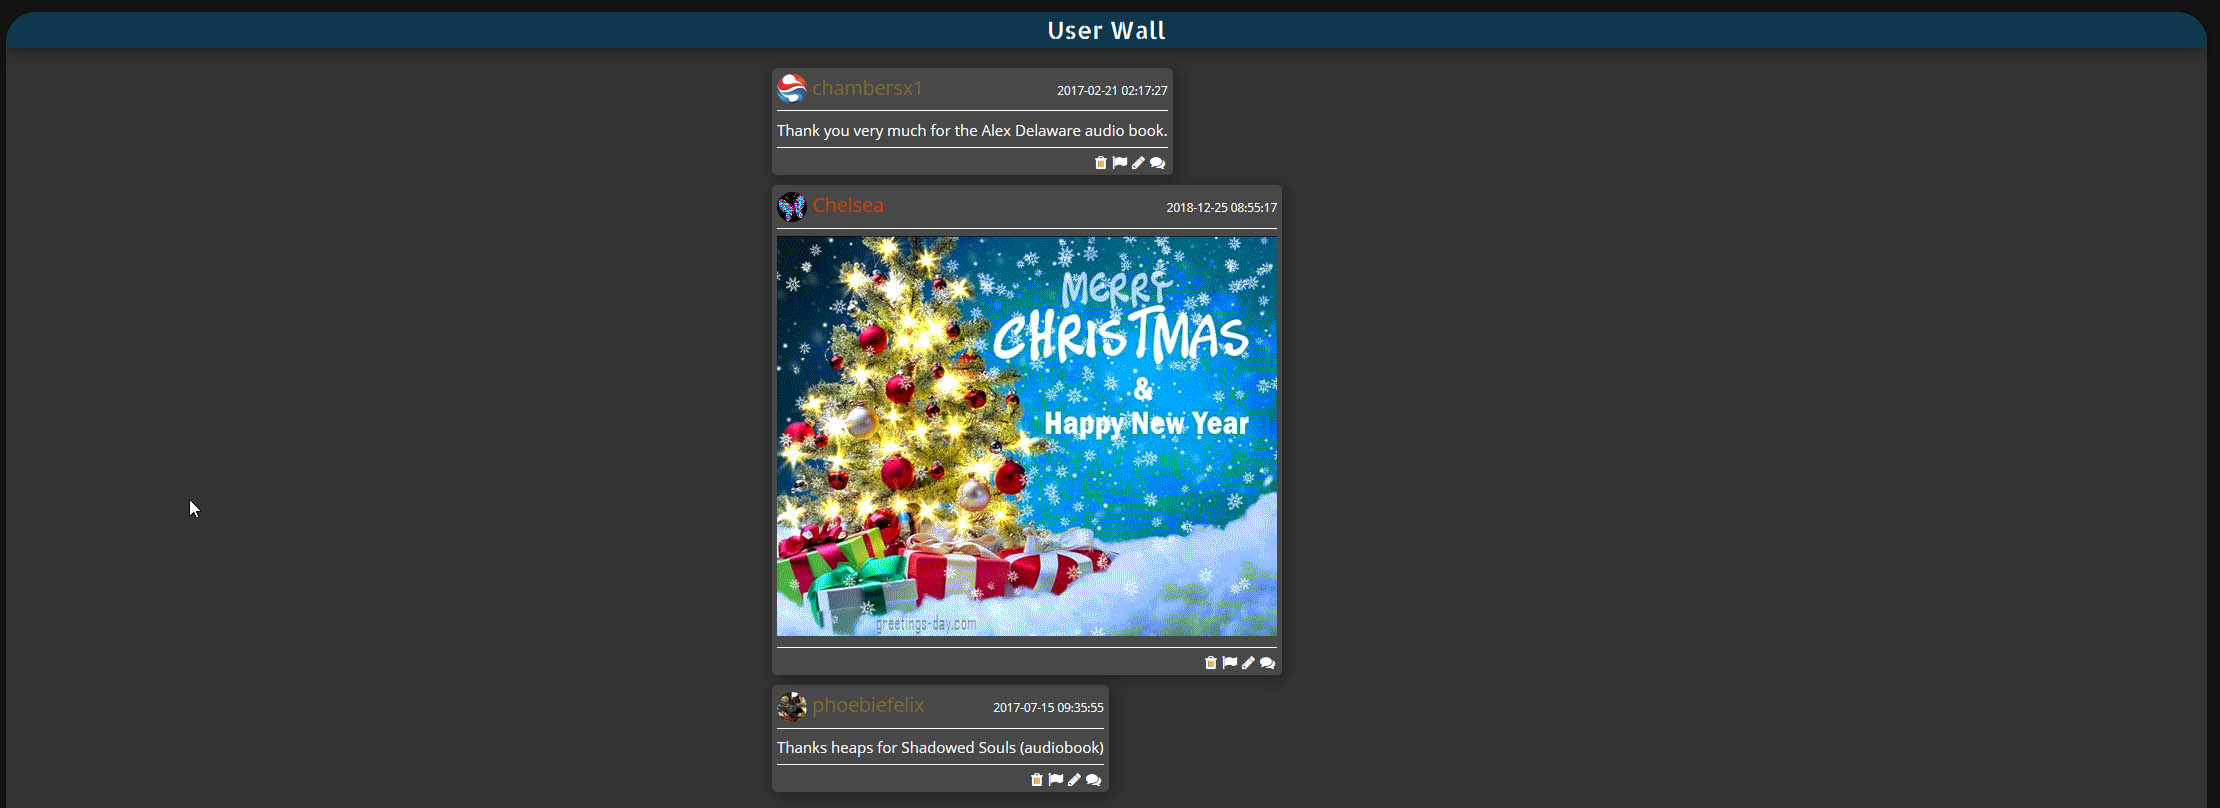 User Wall
chambersx1 2017-02-21 02:17:27
Thank you very much for the Alex Delaware audio book.
Chelsea 2018-12-25 08:55:17
MERRY
CHRISTMAS
&
Happy New Year
greetings-day.com
phoebiefelix 2017-07-15 09:35:55
Thanks heaps for Shadowed Souls (audiobook)